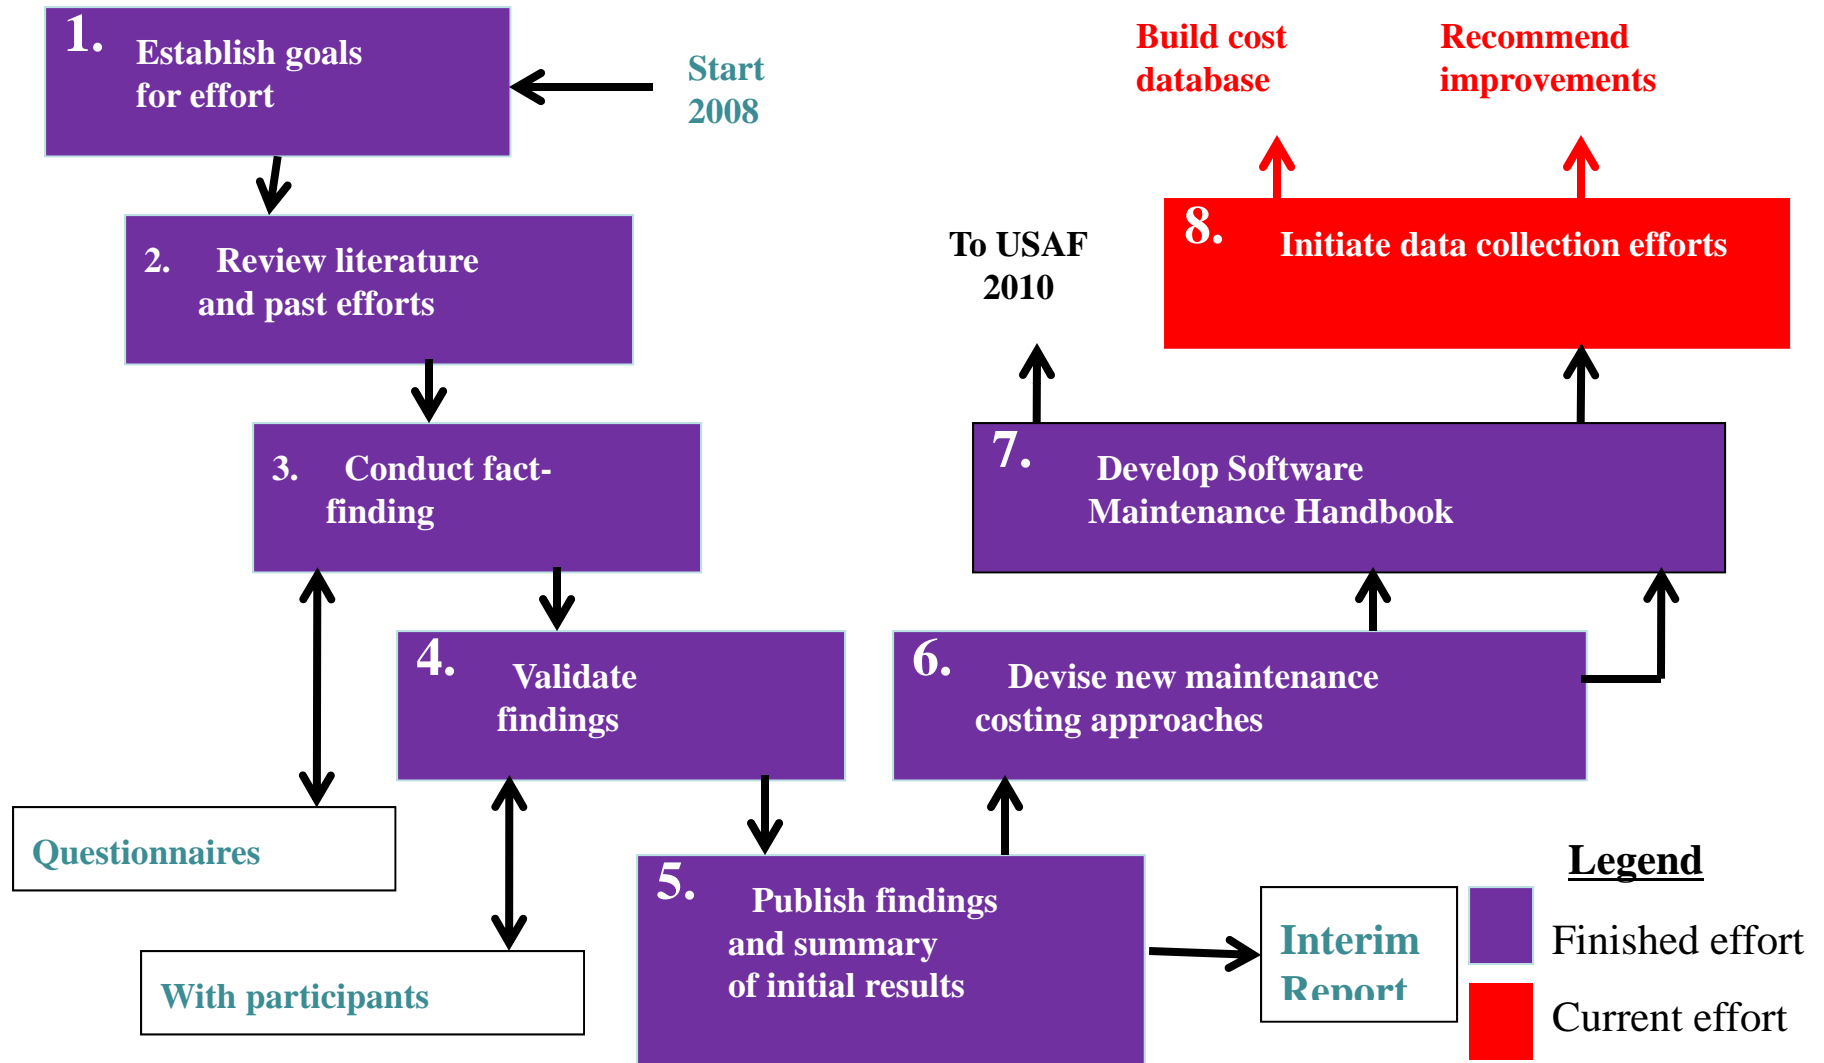 1. Establish goals
for effort
Start
2008
2. Review literature
and past efforts
3. Conduct fact-
finding
4. Validate
findings
Questionnaires
With participants
5. Publish findings
and summary
of initial results
Interim
Report
6. Devise new maintenance
costing approaches
7. Develop Software
Maintenance Handbook
To USAF
2010
8. Initiate data collection efforts
Build cost
database
Recommend
improvements
Legend
Finished effort
Current effort